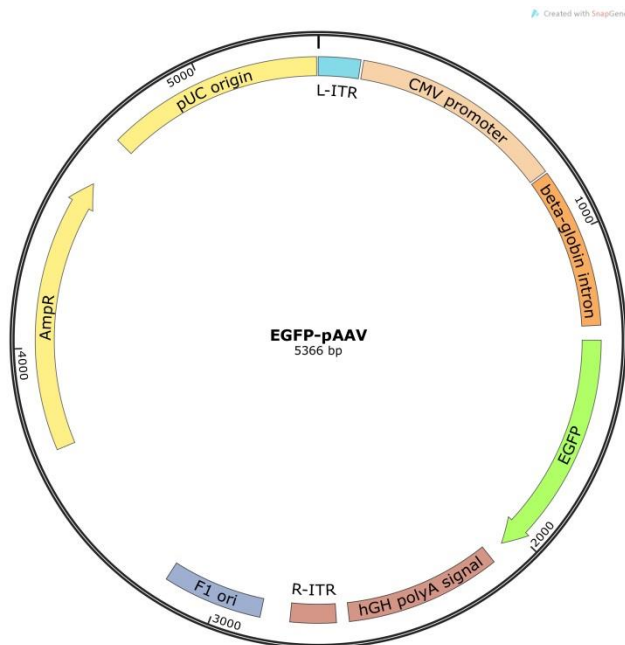 Created with SnapGene
5000
pUC origin
L-ITR
CMV promoter
1000
beta-globin intron
AmpR
EGFP-pAAV
5366 bp
4000
EGFP
2000
hGH polyA signal
R-ITR
F1 ori
3000